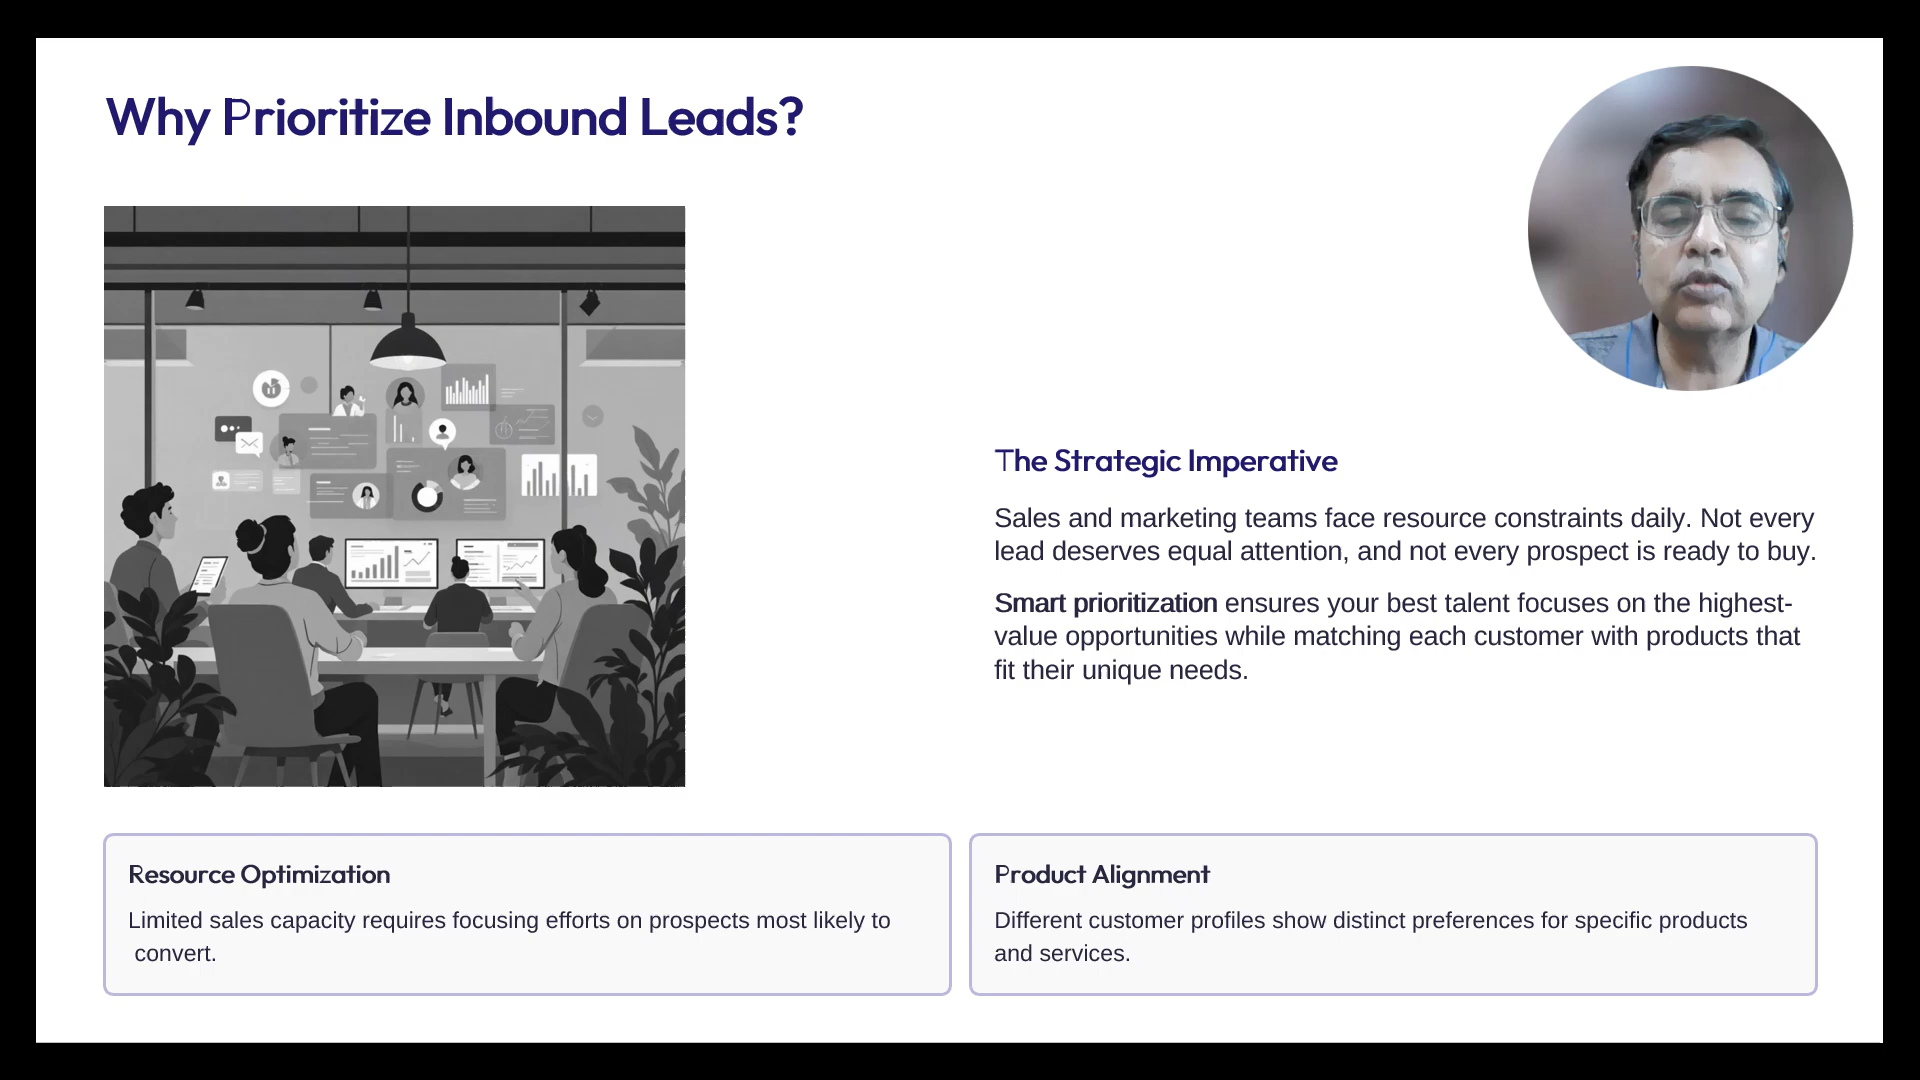 Why Prioritize Inbound Leads?
The Strategic Imperative
Sales and marketing teams face resource constraints daily. Not every
lead deserves equal attention, and not every prospect is ready to buy.
Smart prioritization ensures your best talent focuses on the highest-
value opportunities while matching each customer with products that
fit their unique needs.
Resource Optimization
Limited sales capacity requires focusing efforts on prospects most likely to
convert.
Product Alignment
Different customer profiles show distinct preferences for specific products
and services.